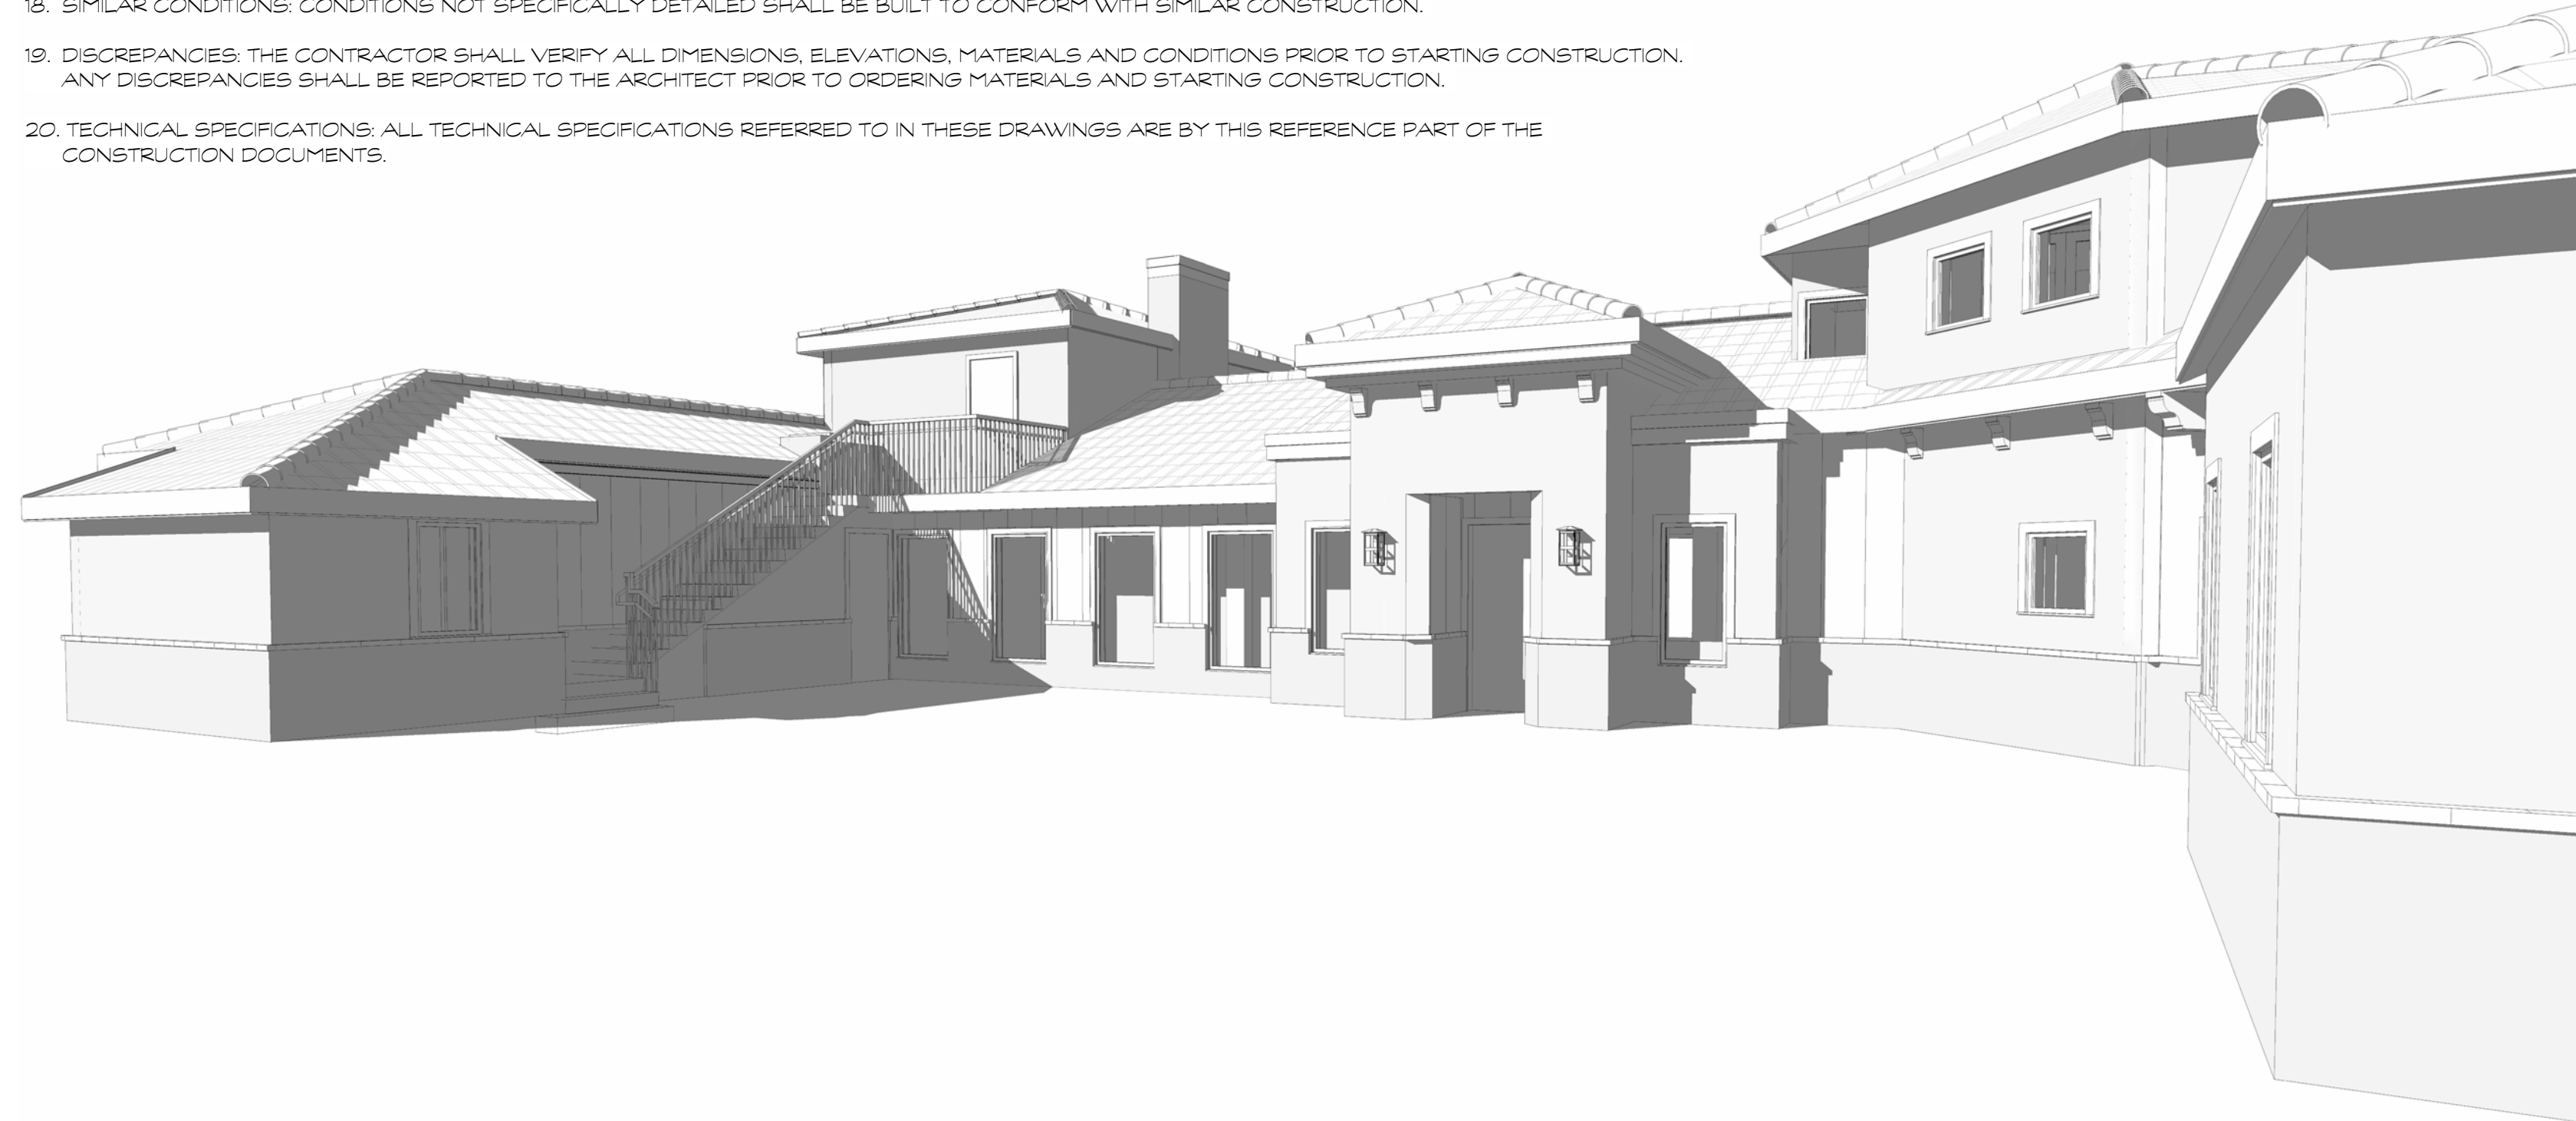 18. SIMILAR CONDITIONS: CONDITIONS NOT SPECIFICALLY DETAILED SHALL BE BUILT TO CONFORM WITH SIMILAR CONSTRUCTION.
19. DISCREPANCIES: THE CONTRACTOR SHALL VERIFY ALL DIMENSIONS, ELEVATIONS, MATERIALS AND CONDITIONS PRIOR TO STARTING CONSTRUCTION.
ANY DISCREPANCIES SHALL BE REPORTED TO THE ARCHITECT PRIOR TO ORDERING MATERIALS AND STARTING CONSTRUCTION.
20. TECHNICAL SPECIFICATIONS: ALL TECHNICAL SPECIFICATIONS REFERRED TO IN THESE DRAWINGS ARE BY THIS REFERENCE PART OF THE
CONSTRUCTION DOCUMENTS.